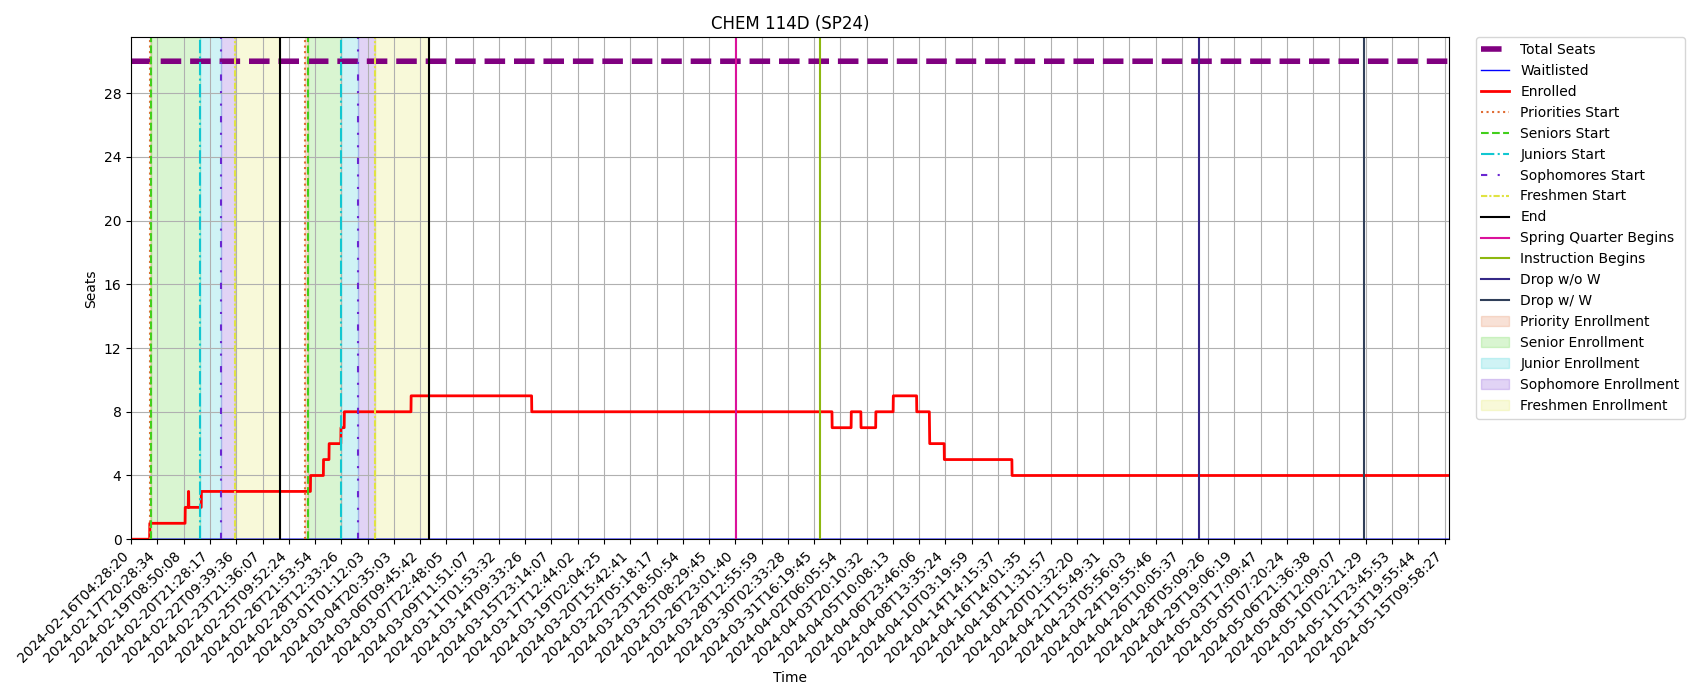 CHEM 114D (SP24)
Seats
28
24
20
16
12
8
4
0
2024-02-16T04:28:20
2024-02-17T20:28:34
2024-02-19T08:50:08
2024-02-20T21:28:17
2024-02-22T09:39:36
2024-02-23T21:36:07
2024-02-25T09:52:24
2024-02-26T21:53:54
2024-02-28T12:33:26
2024-03-01T01:12:03
2024-03-04T20:35:03
2024-03-06T09:45:42
2024-03-07T22:48:05
2024-03-09T11:51:07
2024-03-11T01:53:32
2024-03-14T09:33:26
2024-03-15T23:14:07
2024-03-17T12:44:02
2024-03-19T02:04:25
2024-03-20T15:42:41
2024-03-22T05:18:17
2024-03-23T18:50:54
2024-03-25T08:29:45
2024-03-26T23:01:40
2024-03-28T12:55:59
2024-03-30T02:33:28
2024-03-31T16:19:45
2024-04-02T06:05:54
2024-04-03T20:10:32
2024-04-05T10:08:13
2024-04-06T23:46:06
2024-04-08T13:35:24
2024-04-10T03:19:59
2024-04-14T14:15:37
2024-04-16T14:01:35
2024-04-18T11:31:57
2024-04-20T01:32:20
2024-04-21T15:49:31
2024-04-23T05:56:03
2024-04-24T19:55:46
2024-04-26T10:05:37
2024-04-28T05:09:26
2024-04-29T19:06:19
2024-05-03T17:09:47
2024-05-05T07:20:24
2024-05-06T21:36:38
2024-05-08T12:09:07
2024-05-10T02:21:29
2024-05-11T23:45:53
2024-05-13T19:55:44
2024-05-15T09:58:27
Time
Total Seats
Waitlisted
Enrolled
Priorities Start
Seniors Start
Juniors Start
Sophomores Start
Freshmen Start
End
Spring Quarter Begins
Instruction Begins
Drop w/o W
Drop w/ W
Priority Enrollment
Senior Enrollment
Junior Enrollment
Sophomore Enrollment
Freshmen Enrollment